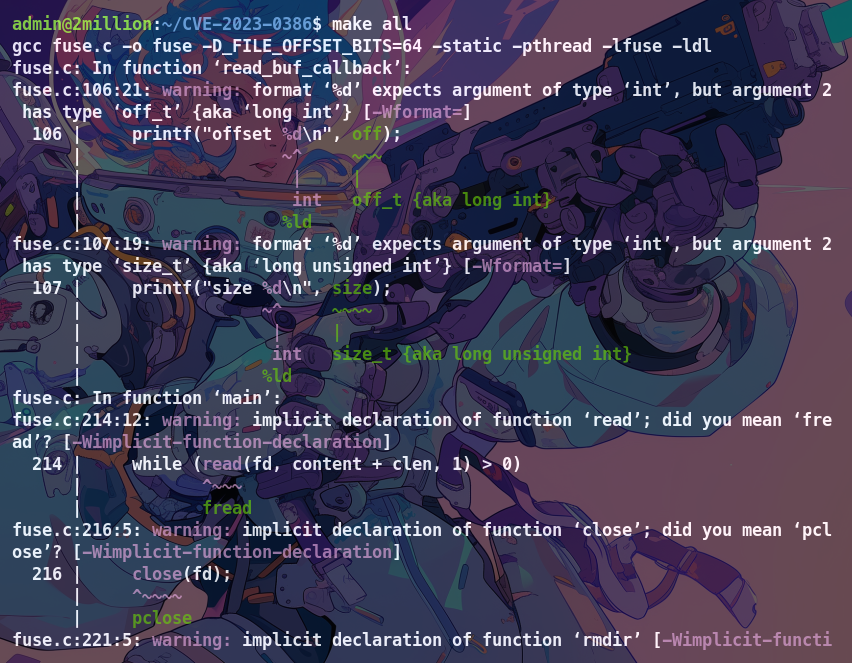 admin@2million:~/CVE-2023-0386$ make all
gcc fuse.c -o fuse -D_FILE_OFFSET_BITS=64 -static -pthread -lfuse -ldl
fuse.c: In function ‘read_buf_callback’:
fuse.c:106:21: warning: format ‘%d’ expects argument of type ‘int’, but argument 2
 has type ‘off_t’ {aka ‘long int’} [-Wformat=]
  106 |     printf("offset %d\n", off);
      |                    ~^     ~~~
      |                     |     |
      |                     int   off_t {aka long int}
      |                    %ld
fuse.c:107:19: warning: format ‘%d’ expects argument of type ‘int’, but argument 2
 has type ‘size_t’ {aka ‘long unsigned int’} [-Wformat=]
  107 |     printf("size %d\n", size);
      |                  ~^     ~~~~
      |                   |     |
      |                   int   size_t {aka long unsigned int}
      |                  %ld
fuse.c: In function ‘main’:
fuse.c:214:12: warning: implicit declaration of function ‘read’; did you mean ‘fre
ad’? [-Wimplicit-function-declaration]
  214 |     while (read(fd, content + clen, 1) > 0)
      |            ^~~~
      |            fread
fuse.c:216:5: warning: implicit declaration of function ‘close’; did you mean ‘pcl
ose’? [-Wimplicit-function-declaration]
  216 |     close(fd);
      |     ^~~~~
      |     pclose
fuse.c:221:5: warning: implicit declaration of function ‘rmdir’ [-Wimplicit-functi